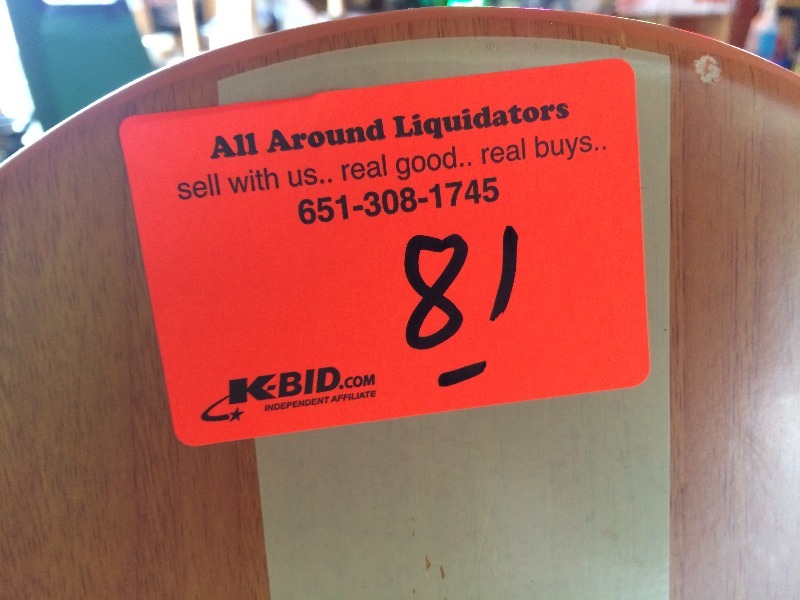 All Around Liquidators
sell with us.. real good.. real buys..
651-308-1745
81
K-BID.COM
INDEPENDENT AFFILIATE